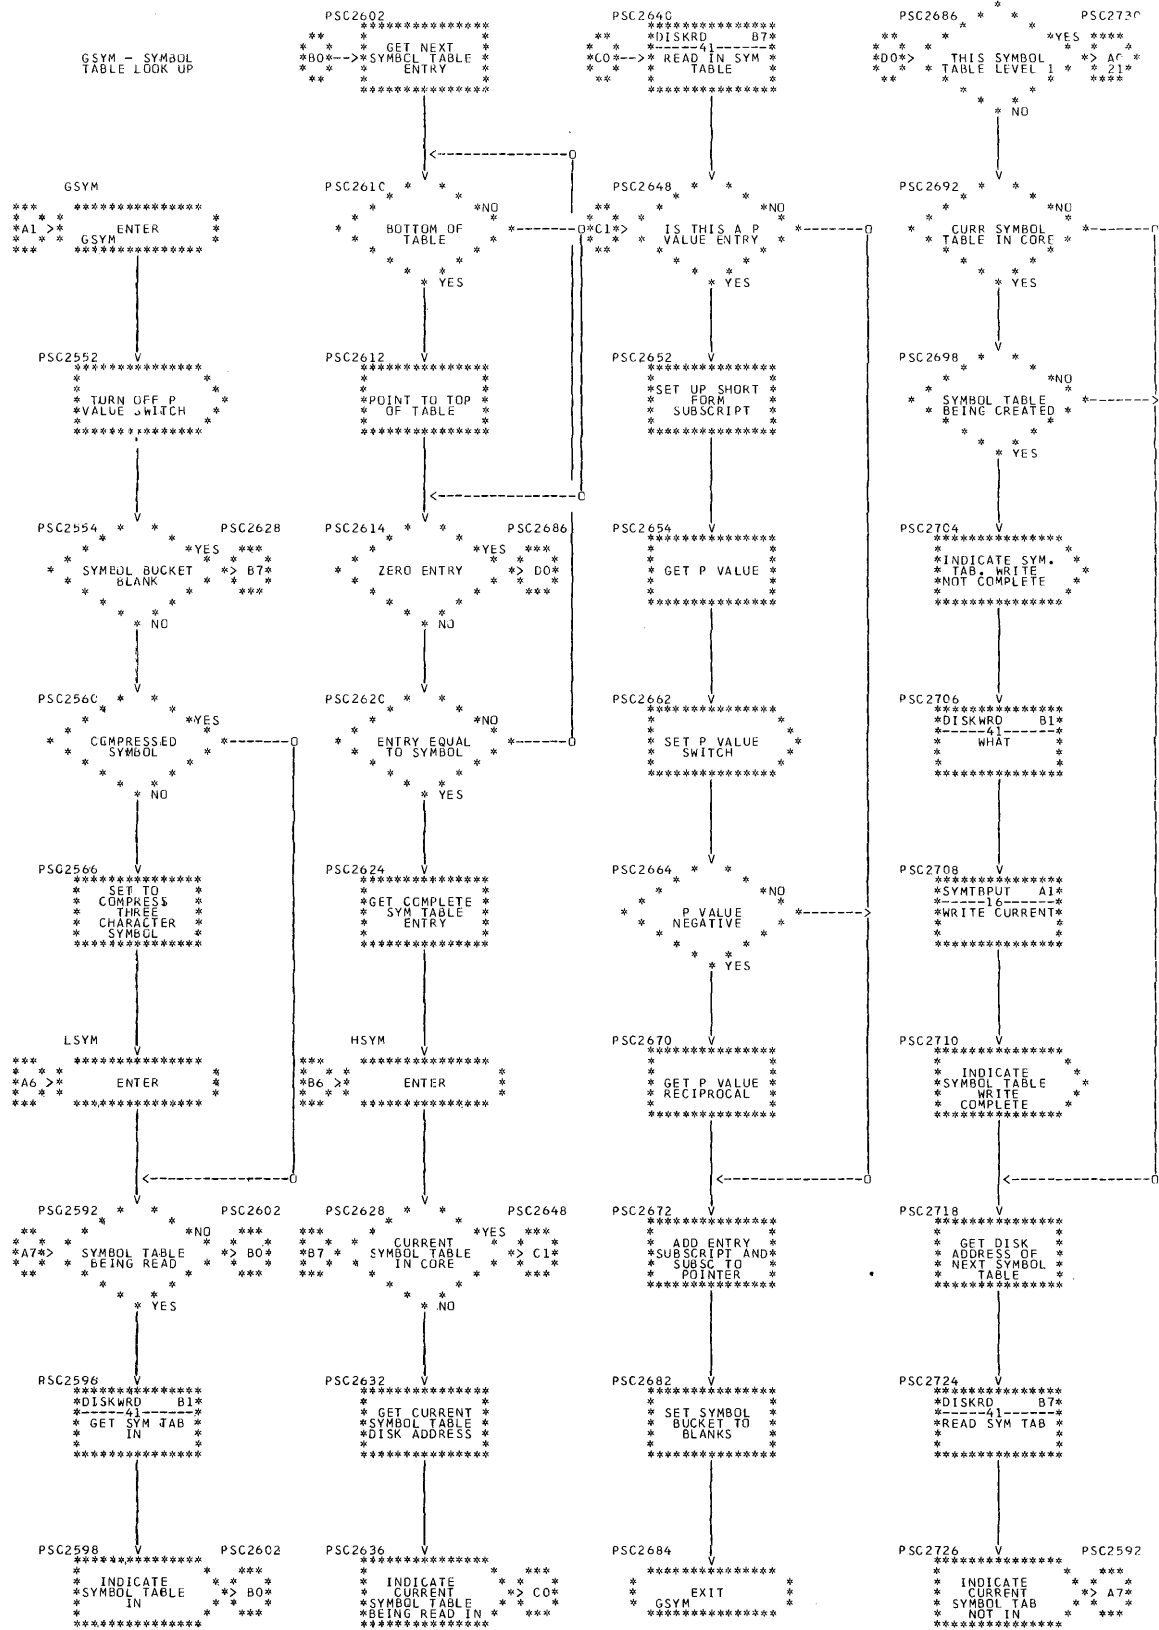 GSYM - SYMBOL
TABLE LOOK UP
GSYM
A1 >
ENTER
GSYM
PSC2552
TURN OFF P
VALUE SWITCH
PSC2554
SYMBOL BUCKET
BLANK
YES
PSC2628
> B7
NO
PSC2560
COMPRESSED
SYMBOL
YES
NO
PSC2566
SET TO
COMPRESS
THREE
CHARACTER
SYMBOL
LSYM
A6 >
ENTER
PSC2592
A7 >
SYMBOL TABLE
BEING READ
NO
PSC2602
> B0
YES
RSC2596
DISKWRD B1
41
GET SYM TAB
IN
PSC2598
INDICATE
SYMBOL TABLE
IN
PSC2602
> B0
PSC2602
B0
GET NEXT
SYMBOL TABLE
ENTRY
PSC2610
BOTTOM OF
TABLE
NO
YES
PSC2612
POINT TO TOP
OF TABLE
PSC2614
ZERO ENTRY
YES
PSC2686
> D0
NO
PSC2620
ENTRY EQUAL
TO SYMBOL
NO
YES
PSC2624
GET COMPLETE
SYM TABLE
ENTRY
HSYM
B6 >
ENTER
PSC2628
B7
CURRENT
SYMBOL TABLE
IN CORE
YES
PSC2648
> C1
NO
PSC2632
GET CURRENT
SYMBOL TABLE
DISK ADDRESS
PSC2636
INDICATE
CURRENT
SYMBOL TABLE
BEING READ IN
> C0
PSC2640
C0
DISKRD B7
41
READ IN SYM
TABLE
PSC2648
C1 >
IS THIS A P
VALUE ENTRY
NO
YES
PSC2652
SET UP SHORT
FORM
SUBSCRIPT
PSC2654
GET P VALUE
PSC2662
SET P VALUE
SWITCH
PSC2664
P VALUE
NEGATIVE
NO
YES
PSC2670
GET P VALUE
RECIPROCAL
PSC2672
ADD ENTRY
SUBSCRIPT AND
SUBSC TO
POINTER
PSC2682
SET SYMBOL
BUCKET TO
BLANKS
PSC2684
EXIT
GSYM
PSC2686
D0 >
THIS SYMBOL
TABLE LEVEL 1
YES
PSC2730
> A0
21
NO
PSC2692
CURR SYMBOL
TABLE IN CORE
NO
YES
PSC2698
SYMBOL TABLE
BEING CREATED
NO
YES
PSC2704
INDICATE SYM.
TAB. WRITE
NOT COMPLETE
PSC2706
DISKWRD B1
41
WHAT
PSC2708
SYMTBPUT A1
16
WRITE CURRENT
PSC2710
INDICATE
SYMBOL TABLE
WRITE
COMPLETE
PSC2718
GET DISK
ADDRESS OF
NEXT SYMBOL
TABLE
PSC2724
DISKRD B7
41
READ SYM TAB
PSC2726
INDICATE
CURRENT
SYMBOL TAB
NOT IN
PSC2592
> A7